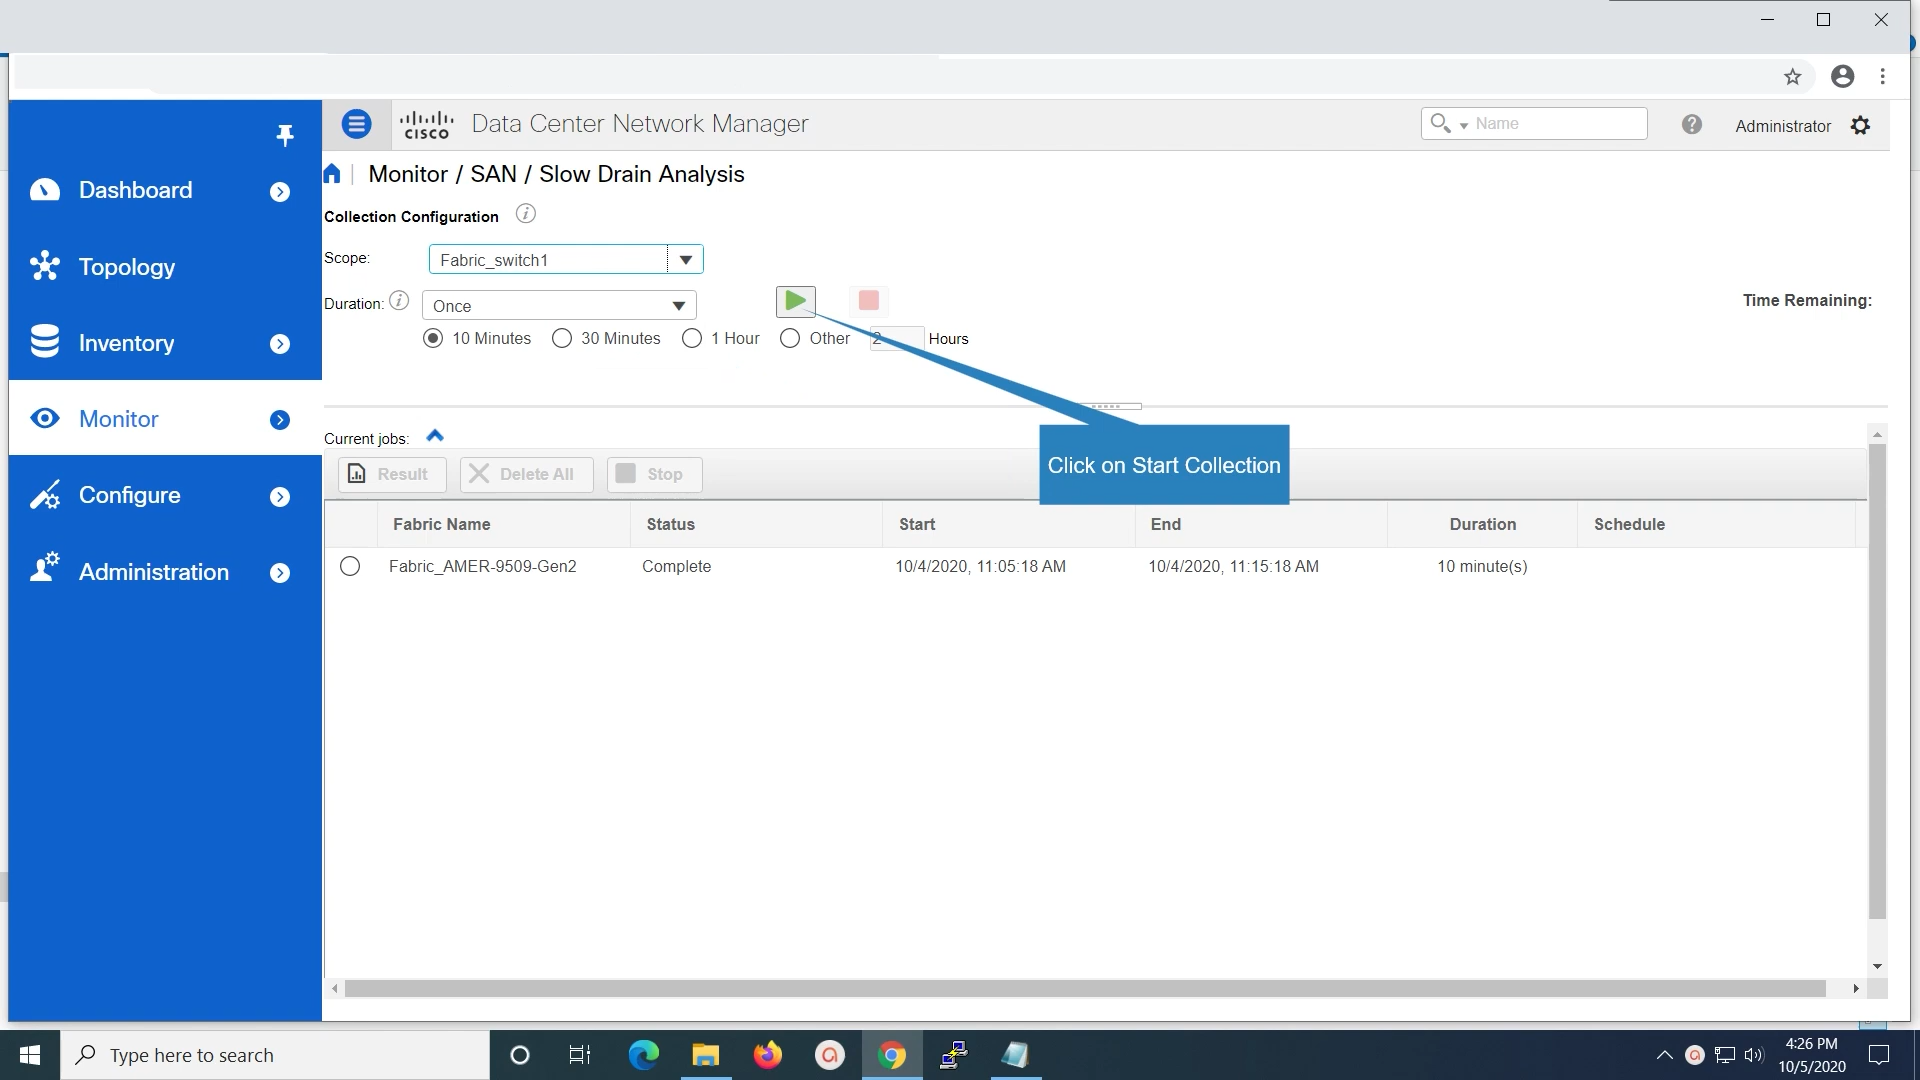 CISCO Data Center Network Manager
Name
Administrator
Dashboard
Topology
Inventory
Monitor
Configure
Administration
Monitor / SAN / Slow Drain Analysis
Collection Configuration
Scope: Fabric_switch1
Duration: Once
Time Remaining:
10 Minutes 30 Minutes 1 Hour Other 2 Hours
Click on Start Collection
Current jobs:
Result Delete All Stop
Fabric Name Status Start End Duration Schedule
Fabric_AMER-9509-Gen2 Complete 10/4/2020, 11:05:18 AM 10/4/2020, 11:15:18 AM 10 minute(s)
Type here to search
4:26 PM
10/5/2020